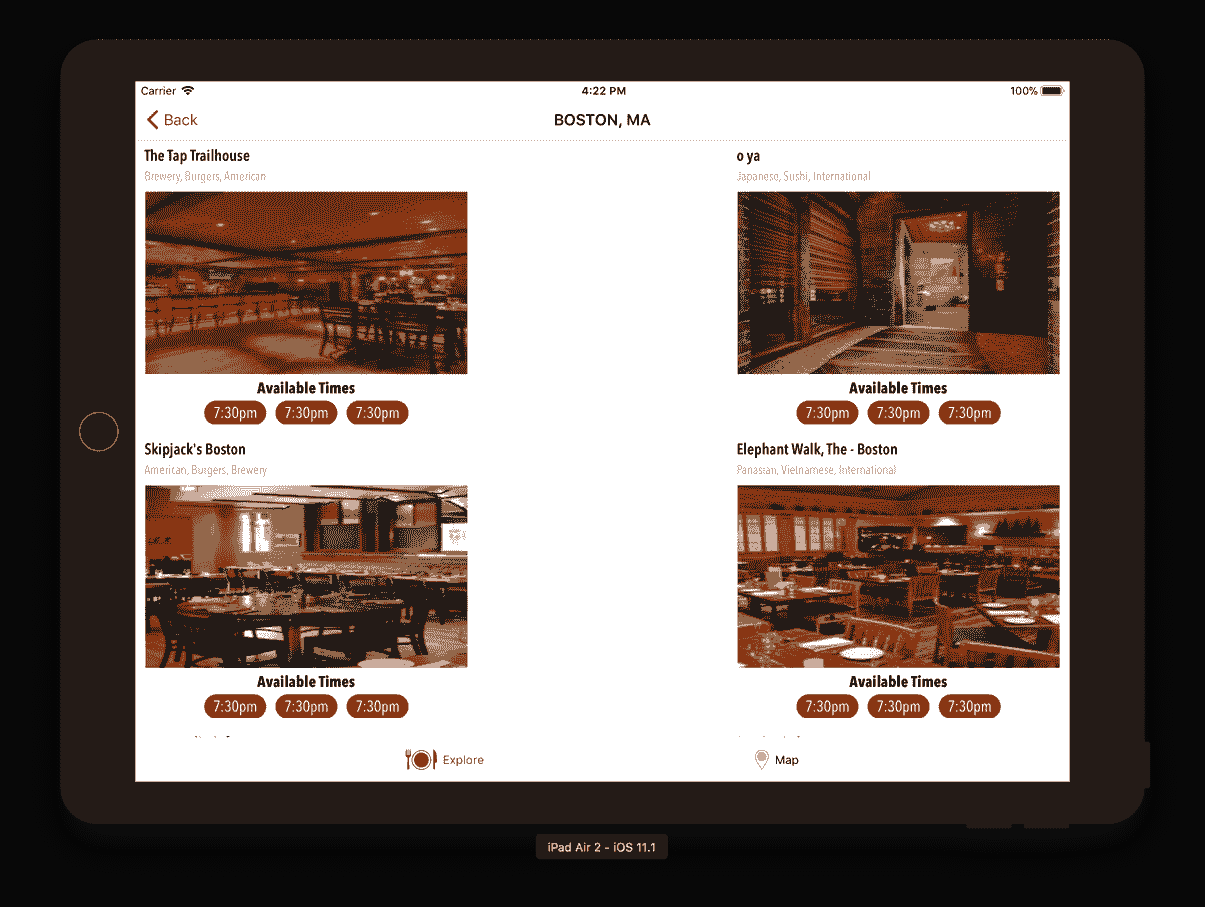 Carrier 4:22 PM 100%
Back BOSTON, MA
The Tap Trailhouse
Brewery, Burgers, American
Available Times
7:30pm 7:30pm 7:30pm
o ya
Japanese, Sushi, International
Available Times
7:30pm 7:30pm 7:30pm
Skipjack's Boston
American, Burgers, Brewery
Available Times
7:30pm 7:30pm 7:30pm
Elephant Walk, The - Boston
Panasian, Vietnamese, International
Available Times
7:30pm 7:30pm 7:30pm
Explore Map
iPad Air 2 - iOS 11.1